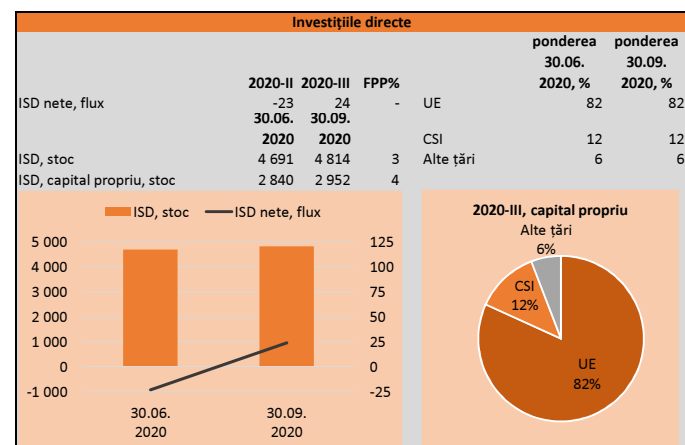 Investițiile directe
ponderea ponderea
30.06. 30.09.
2020-II 2020-III FPP% 2020, % 2020, %
ISD nete, flux -23 24 - UE 82 82
30.06. 30.09.
2020 2020 CSI 12 12
ISD, stoc 4 691 4 814 3 Alte țări 6 6
ISD, capital propriu, stoc 2 840 2 952 4
ISD, stoc ISD nete, flux
5 000 125
4 000 100
3 000 75
2 000 50
1 000 25
0 0
-1 000 -25
30.06. 30.09.
2020 2020
2020-III, capital propriu
Alte țări
6%
CSI
12%
UE
82%